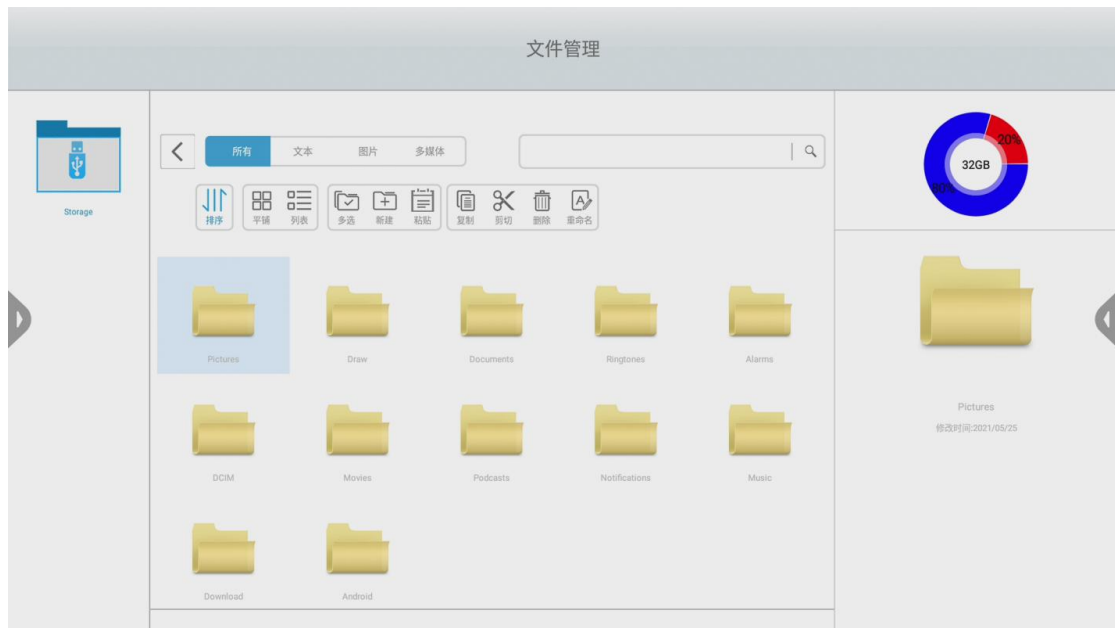 文件管理
Storage
所有 文本 图片 多媒体
排序 平铺 列表 多选 新建 粘贴 复制 剪切 删除 重命名
Pictures Draw Documents Ringtones Alarms
DCIM Movies Podcasts Notifications Music
Download Android
20%
32GB
80%
Pictures
修改时间:2021/05/25